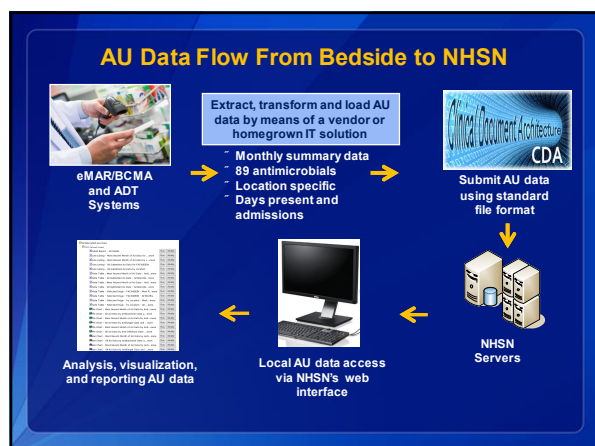 AU Data Flow From Bedside to NHSN
eMAR/BCMA
and ADT
Systems
Extract, transform and load AU
data by means of a vendor or
homegrown IT solution
˝ Monthly summary data
˝ 89 antimicrobials
˝ Location specific
˝ Days present and
admissions
Clinical Document Architecture
CDA
Submit AU data
using standard
file format
NHSN
Servers
Local AU data access
via NHSN's web
interface
Analysis, visualization,
and reporting AU data